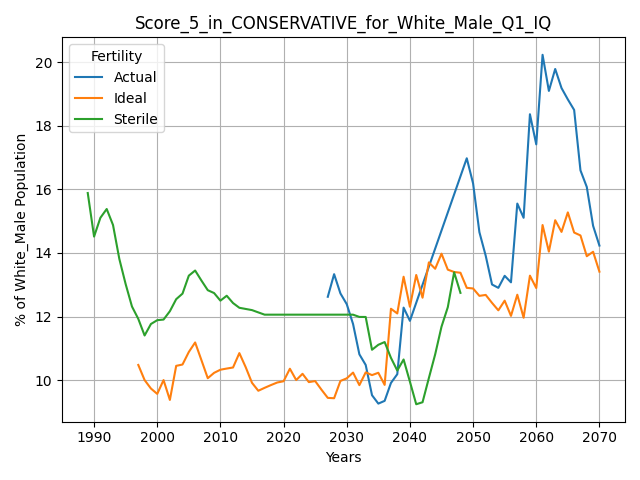 Score_5_in_CONSERVATIVE_for_White_Male_Q1_IQ
Fertility
Actual
Ideal
Sterile
% of White_Male Population
20
18
16
14
12
10
1990 2000 2010 2020 2030 2040 2050 2060 2070
Years